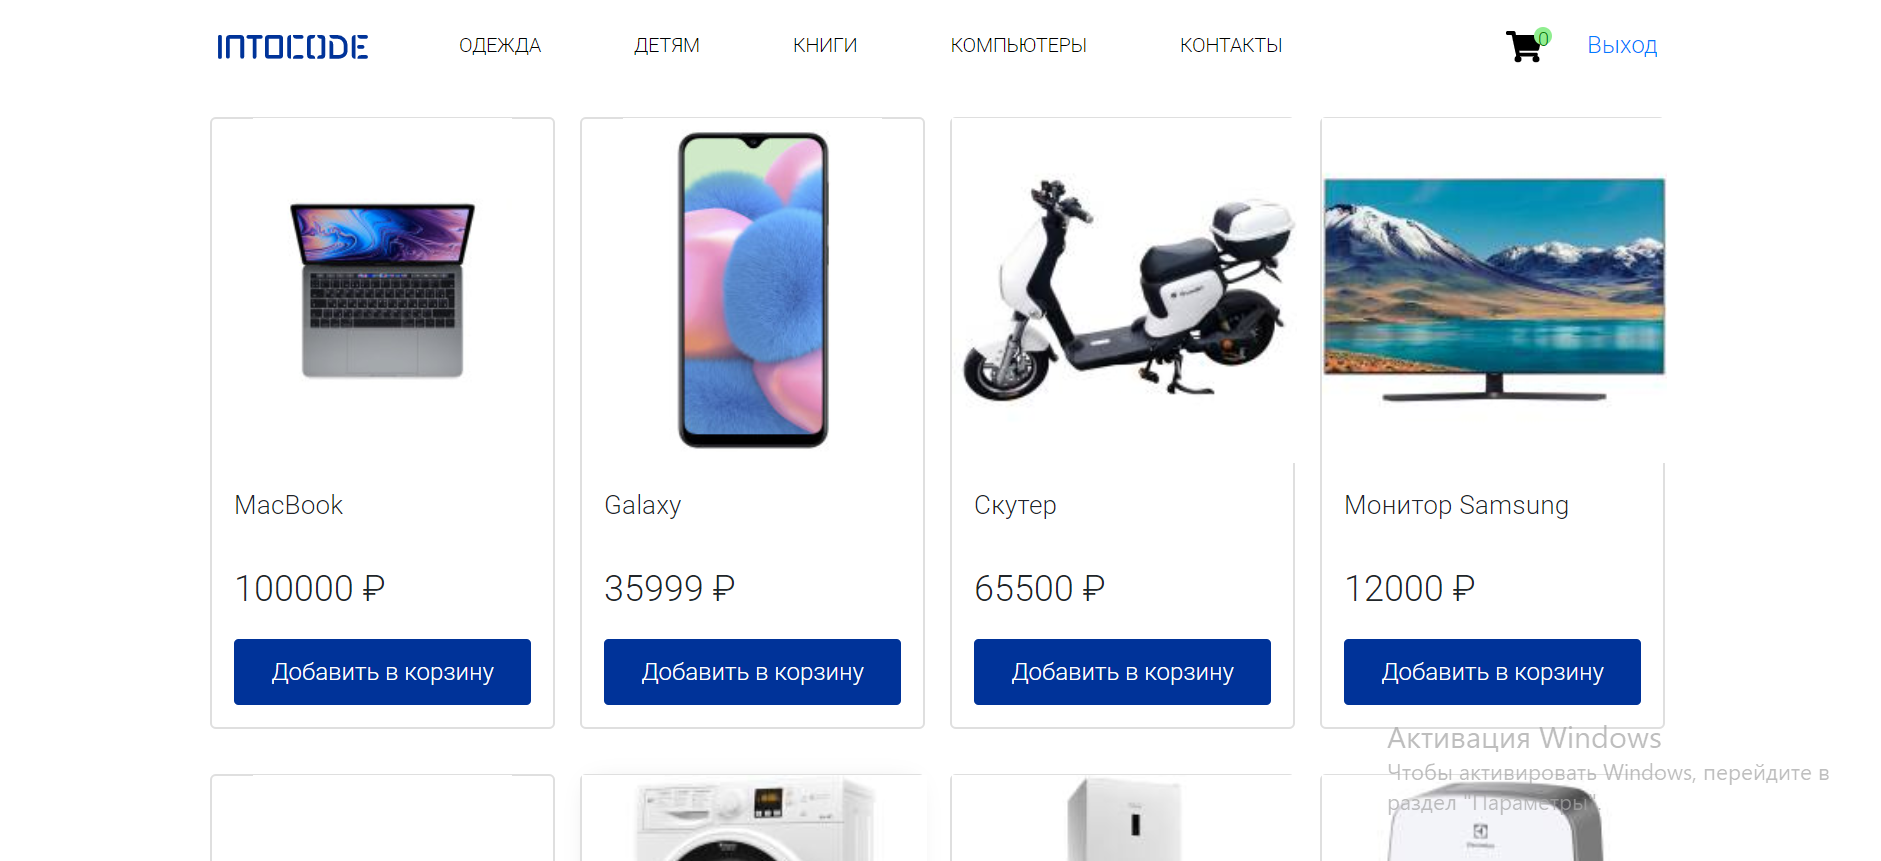 INTOCODE ОДЕЖДА ДЕТЯМ КНИГИ КОМПЬЮТЕРЫ КОНТАКТЫ 0 Выход
MacBook Galaxy Скутер Монитор Samsung
100000 ₽ 35999 ₽ 65500 ₽ 12000 ₽
Добавить в корзину Добавить в корзину Добавить в корзину Добавить в корзину
Активация Windows
Чтобы активировать Windows, перейдите в
раздел "Параметры".
Electrolux